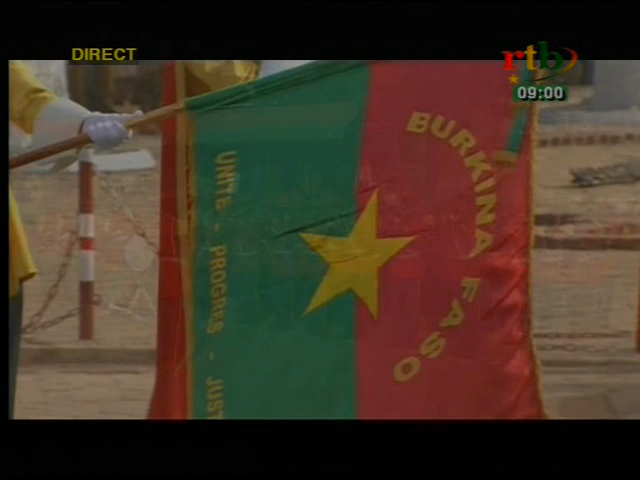 DIRECT
rtb
09:00
BURKINA FASO
UNITE - PROGRES - JUST